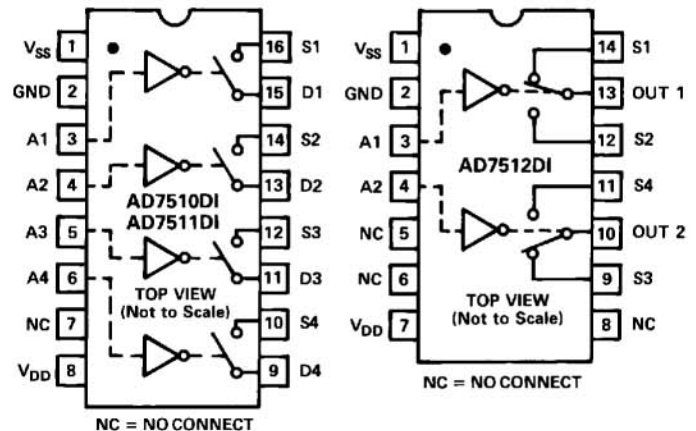 VSS 1 16 S1
GND 2 15 D1
A1 3 14 S2
A2 4 13 D2
AD7510DI
AD7511DI
A3 5 12 S3
A4 6 11 D3
TOP VIEW
(Not to Scale)
NC 7 10 S4
VDD 8 9 D4
NC = NO CONNECT
VSS 1 14 S1
GND 2 13 OUT 1
A1 3 12 S2
AD7512DI
A2 4 11 S4
NC 5 10 OUT 2
NC 6 9 S3
TOP VIEW
(Not to Scale)
VDD 7 8 NC
NC = NO CONNECT